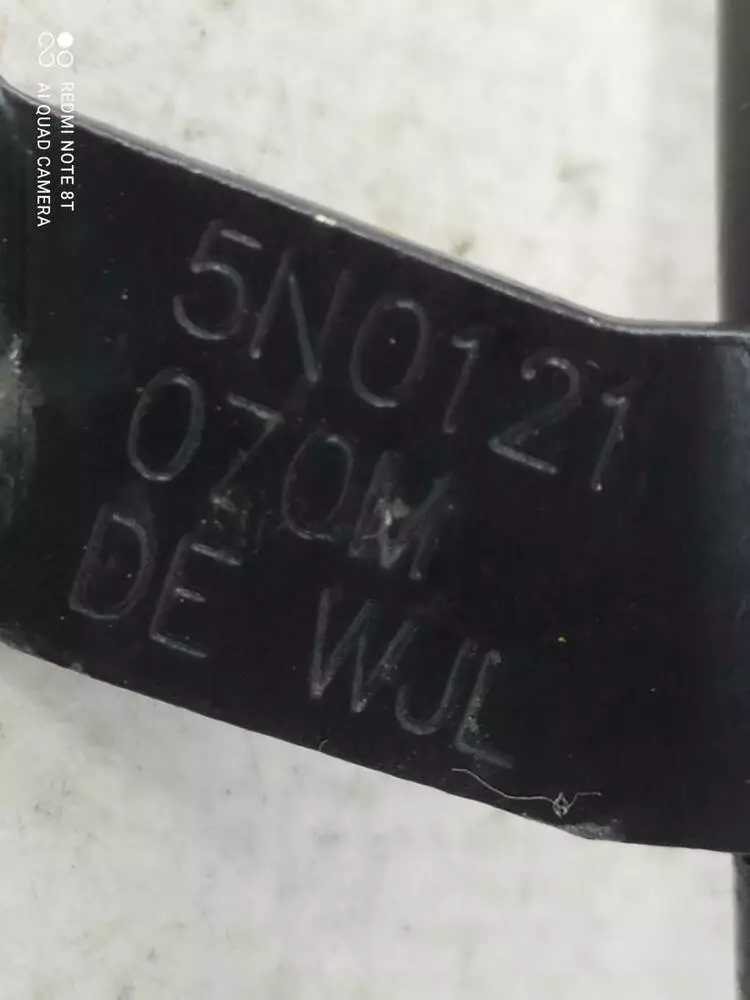 REDMI NOTE 8T
AI QUAD CAMERA
5N0121
070M
DE WJL